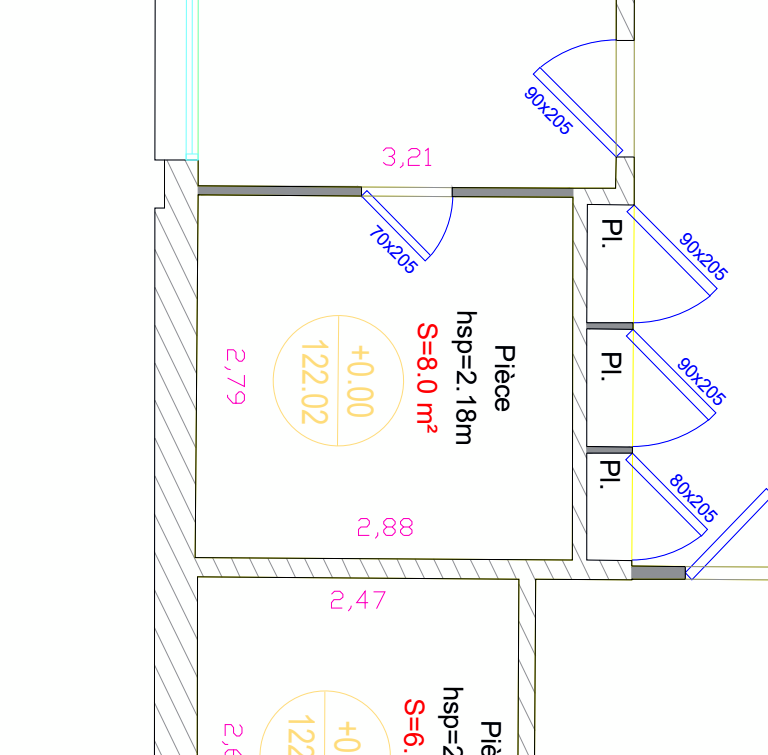 90x205
3,21
70x205
Pl.
90x205
Pl.
90x205
Pl.
80x205
Pièce
hsp=2.18m
S=8.0 m²
+0.00
122.02
2,79
2,88
2,47